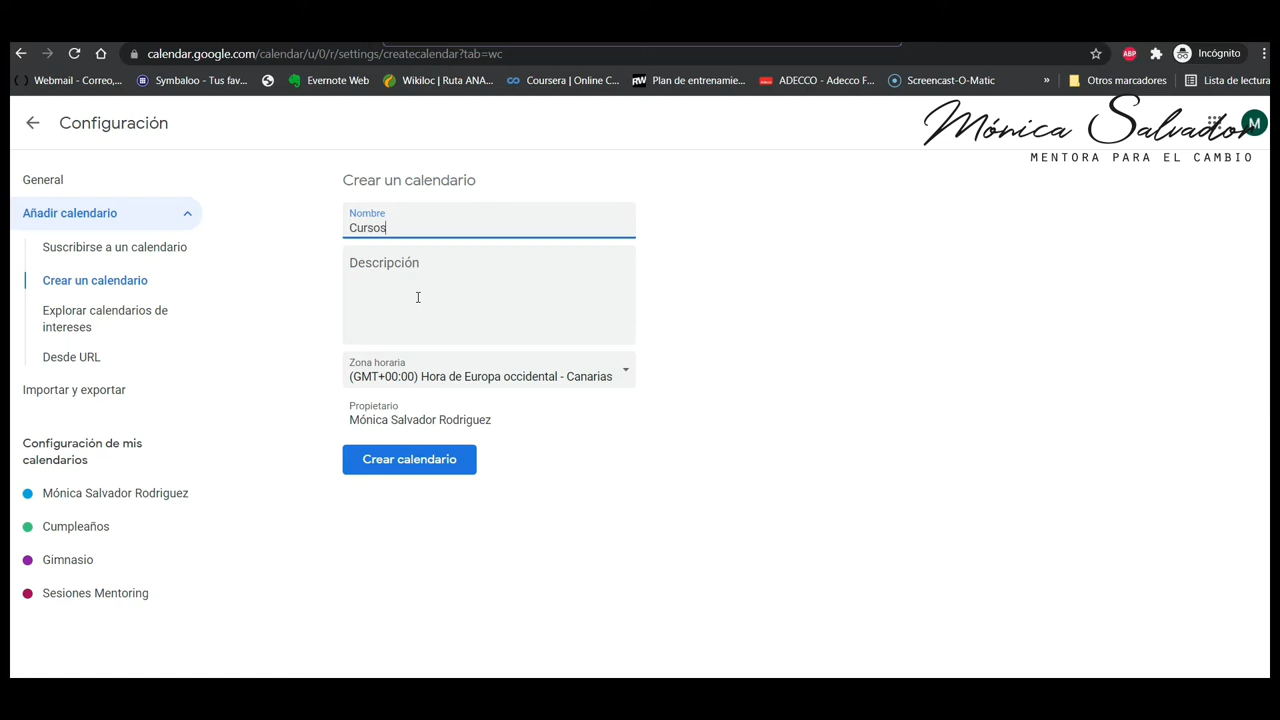 calendar.google.com/calendar/u/0/r/settings/createcalendar?tab=wc
ABP
Incógnito
Webmail - Correo,...
Symbaloo - Tus fav...
Evernote Web
Wikiloc | Ruta ANA...
Coursera | Online C...
RW
Plan de entrenamie...
ADECCO - Adecco F...
Screencast-O-Matic
»
Otros marcadores
Lista de lectura
Configuración
Mónica Salvador
M
MENTORA PARA EL CAMBIO
General
Añadir calendario
Suscribirse a un calendario
Crear un calendario
Explorar calendarios de
intereses
Desde URL
Importar y exportar
Configuración de mis
calendarios
Mónica Salvador Rodriguez
Cumpleaños
Gimnasio
Sesiones Mentoring
Crear un calendario
Nombre
Cursos
Descripción
Zona horaria
(GMT+00:00) Hora de Europa occidental - Canarias
Propietario
Mónica Salvador Rodriguez
Crear calendario